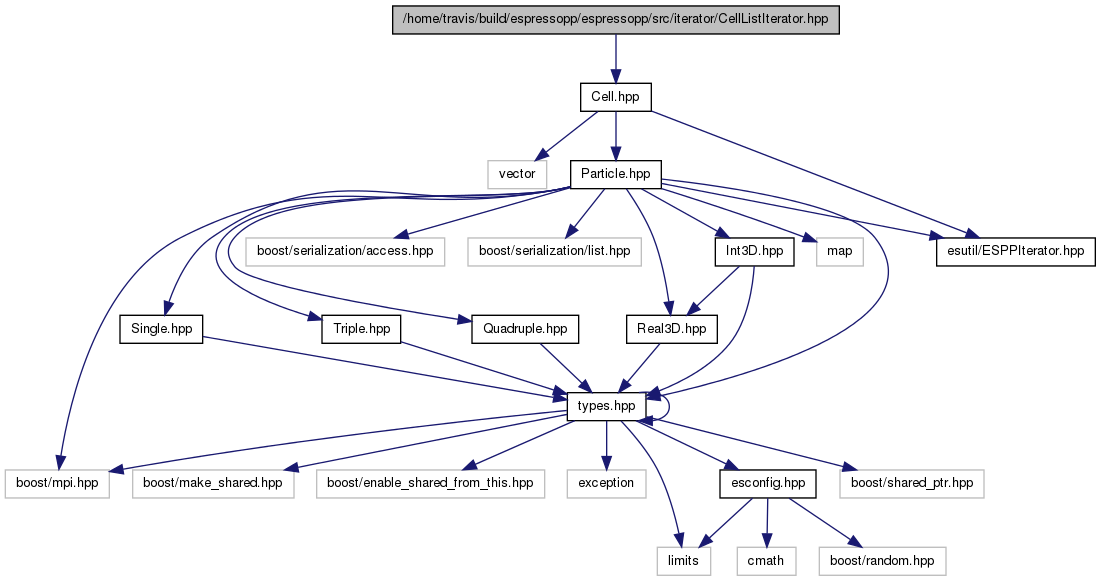 /home/travis/build/espressopp/espressopp/src/iterator/CellListIterator.hpp
Cell.hpp
vector
Particle.hpp
boost/serialization/access.hpp
boost/serialization/list.hpp
Int3D.hpp
map
esutil/ESPPIterator.hpp
Single.hpp
Triple.hpp
Quadruple.hpp
Real3D.hpp
types.hpp
boost/mpi.hpp
boost/make_shared.hpp
boost/enable_shared_from_this.hpp
exception
esconfig.hpp
boost/shared_ptr.hpp
limits
cmath
boost/random.hpp